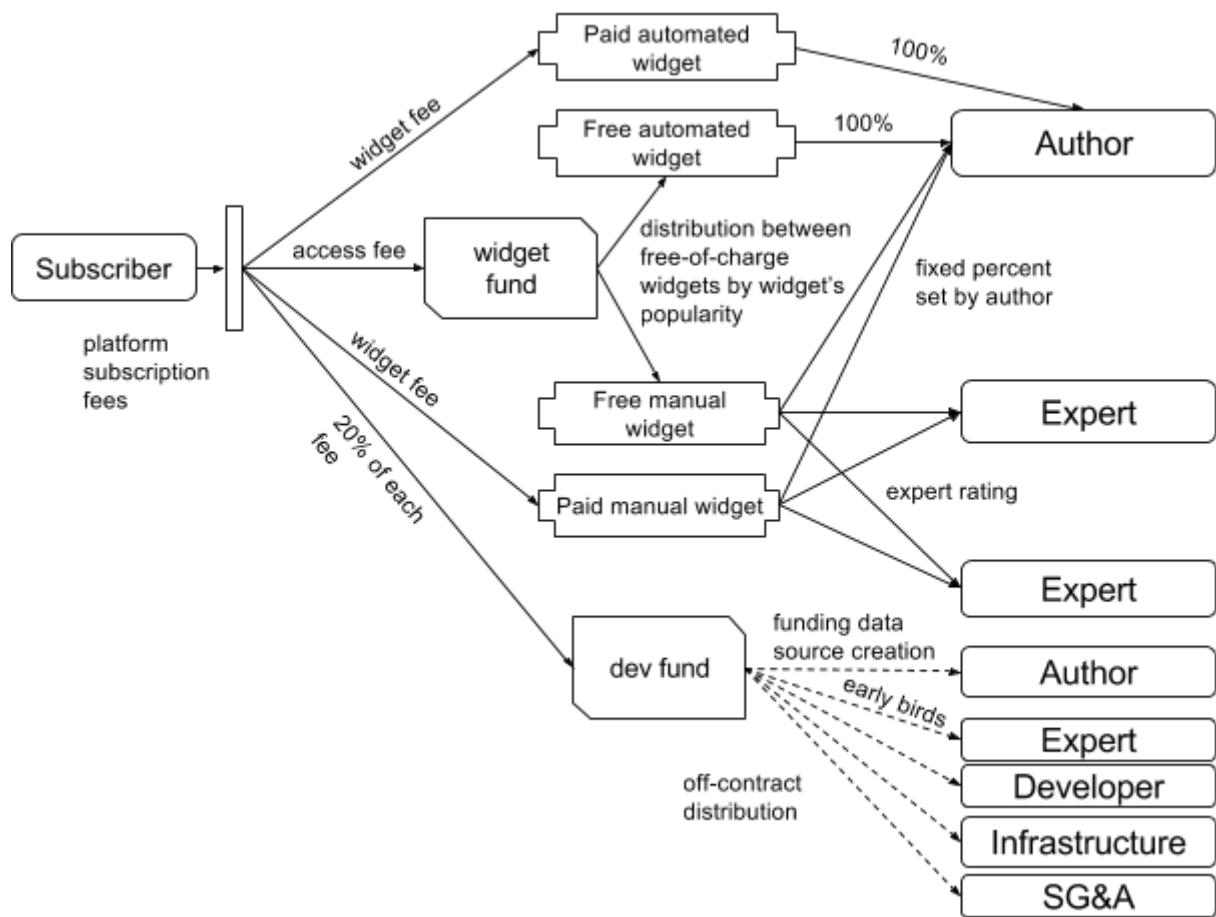 Paid automated
widget
100%
widget fee
Free automated
widget
100%
Author
Subscriber
access fee
widget
fund
distribution between
free-of-charge
widgets by widget's
popularity
fixed percent
set by author
platform
subscription
fees
widget fee
Free manual
widget
Expert
20% of each
fee
Paid manual widget
expert rating
Expert
dev fund
funding data
source creation
Author
early birds
Expert
off-contract
distribution
Developer
Infrastructure
SG&A